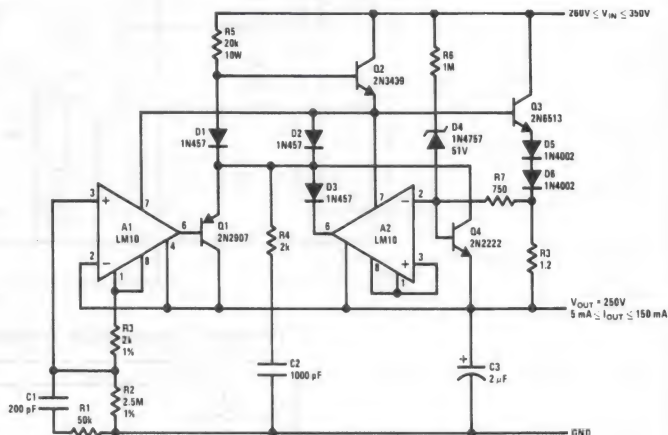 260V ≤ VIN ≤ 350V
R5
20k
10W
R6
1M
Q2
2N3439
Q3
2N6513
D1
1N457
D2
1N457
D4
1N4757
51V
D5
1N4002
D6
1N4002
D3
1N457
R7
750
3
+
7
A1
LM10
6
4
2
−
1
8
Q1
2N2907
R4
2k
6
7
A2
LM10
−
2
+
3
8
1
4
Q4
2N2222
R3
1.2
VOUT = 250V
5 mA ≤ IOUT ≤ 150 mA
R3
2k
1%
C1
200 pF
R2
2.5M
1%
R1
50k
C2
1000 pF
+
C3
2 μF
GND